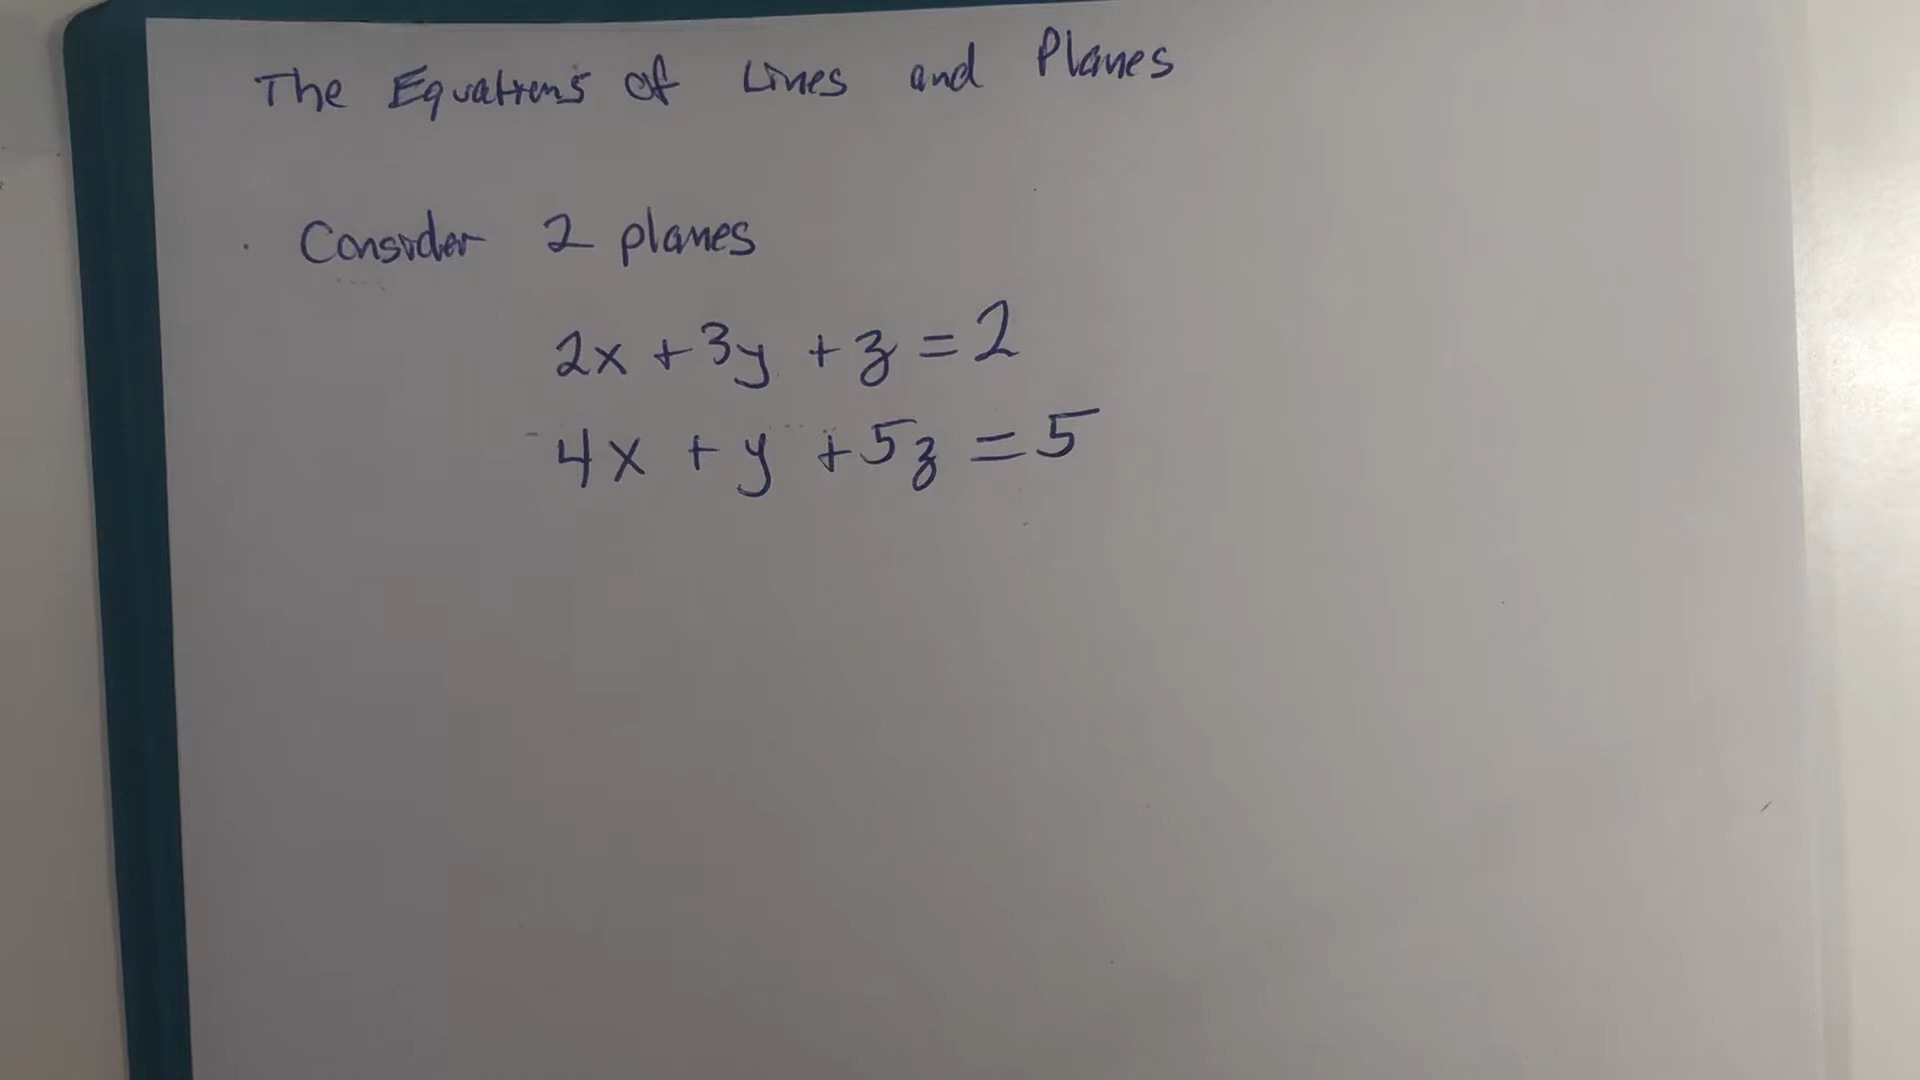 The Equations of Lines and Planes
Consider 2 planes
2x + 3y + z = 2
4x + y + 5z = 5